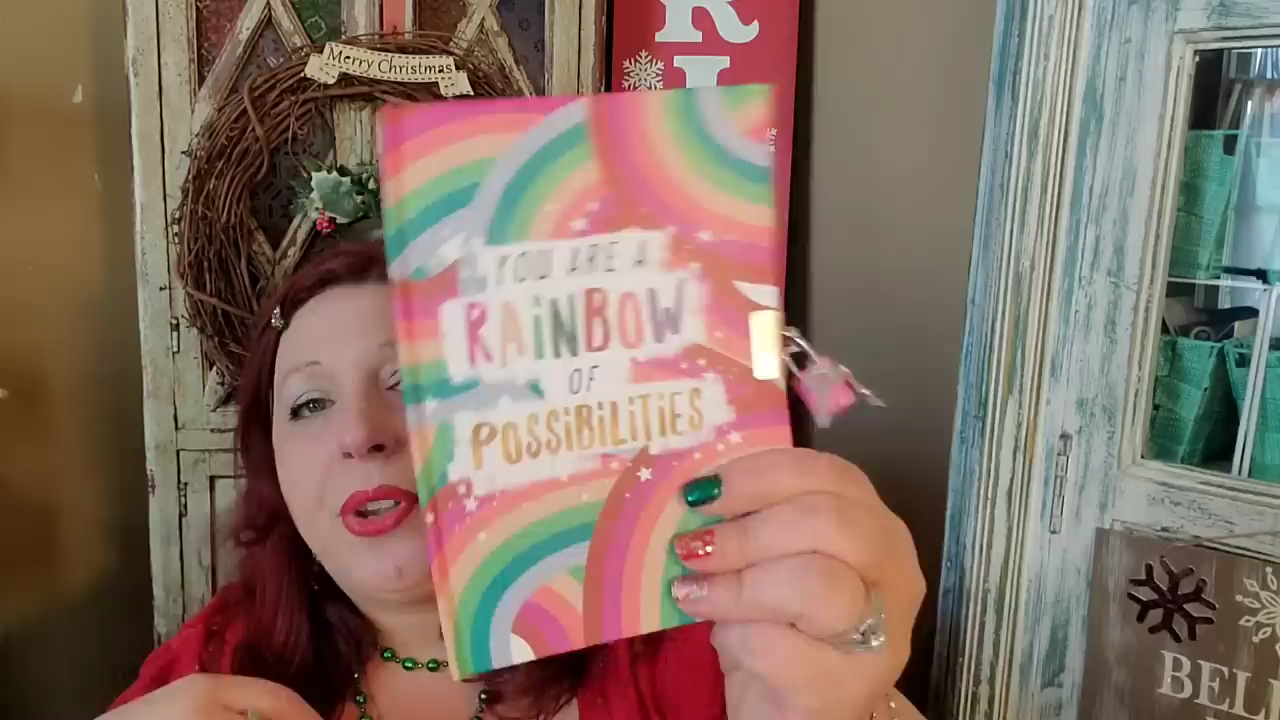 Merry Christmas
R
I
YOU ARE A
RAiNBOW
OF
POSSiBiLiTiES
BEL